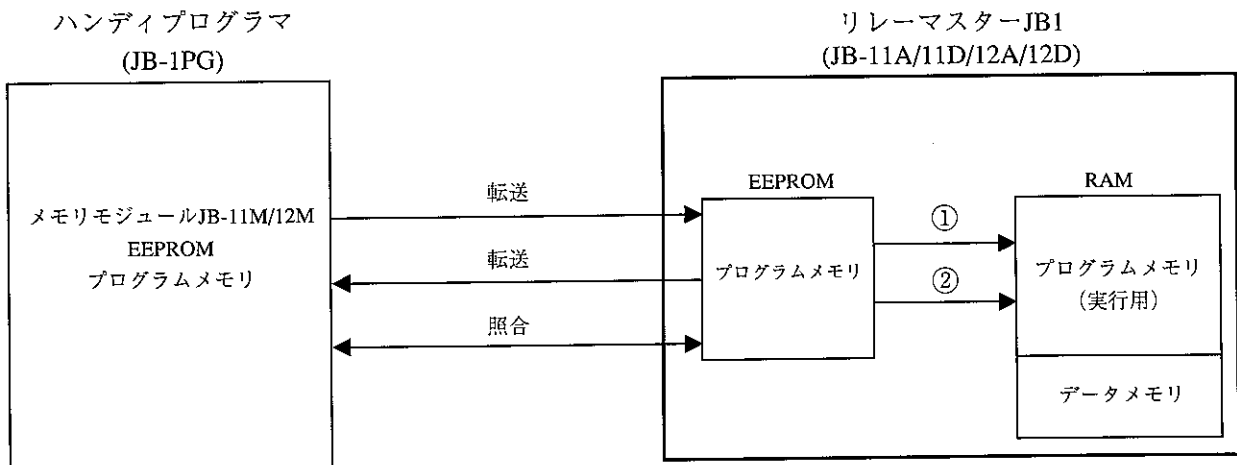 ハンディプログラマ
(JB-1PG)
リレーマスターJB1
(JB-11A/11D/12A/12D)
メモリモジュールJB-11M/12M
EEPROM
プログラムメモリ
転送
転送
照合
EEPROM
プログラムメモリ
①
②
RAM
プログラムメモリ
(実行用)
データメモリ